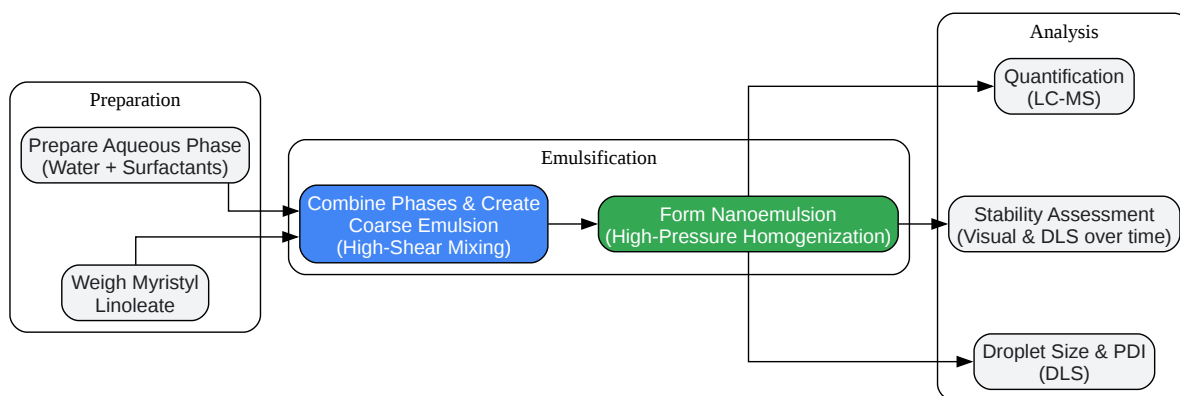 Preparation
Prepare Aqueous Phase
(Water + Surfactants)
Weigh Myristyl
Linoleate
Emulsification
Combine Phases & Create
Coarse Emulsion
(High-Shear Mixing)
Form Nanoemulsion
(High-Pressure Homogenization)
Analysis
Quantification
(LC-MS)
Stability Assessment
(Visual & DLS over time)
Droplet Size & PDI
(DLS)